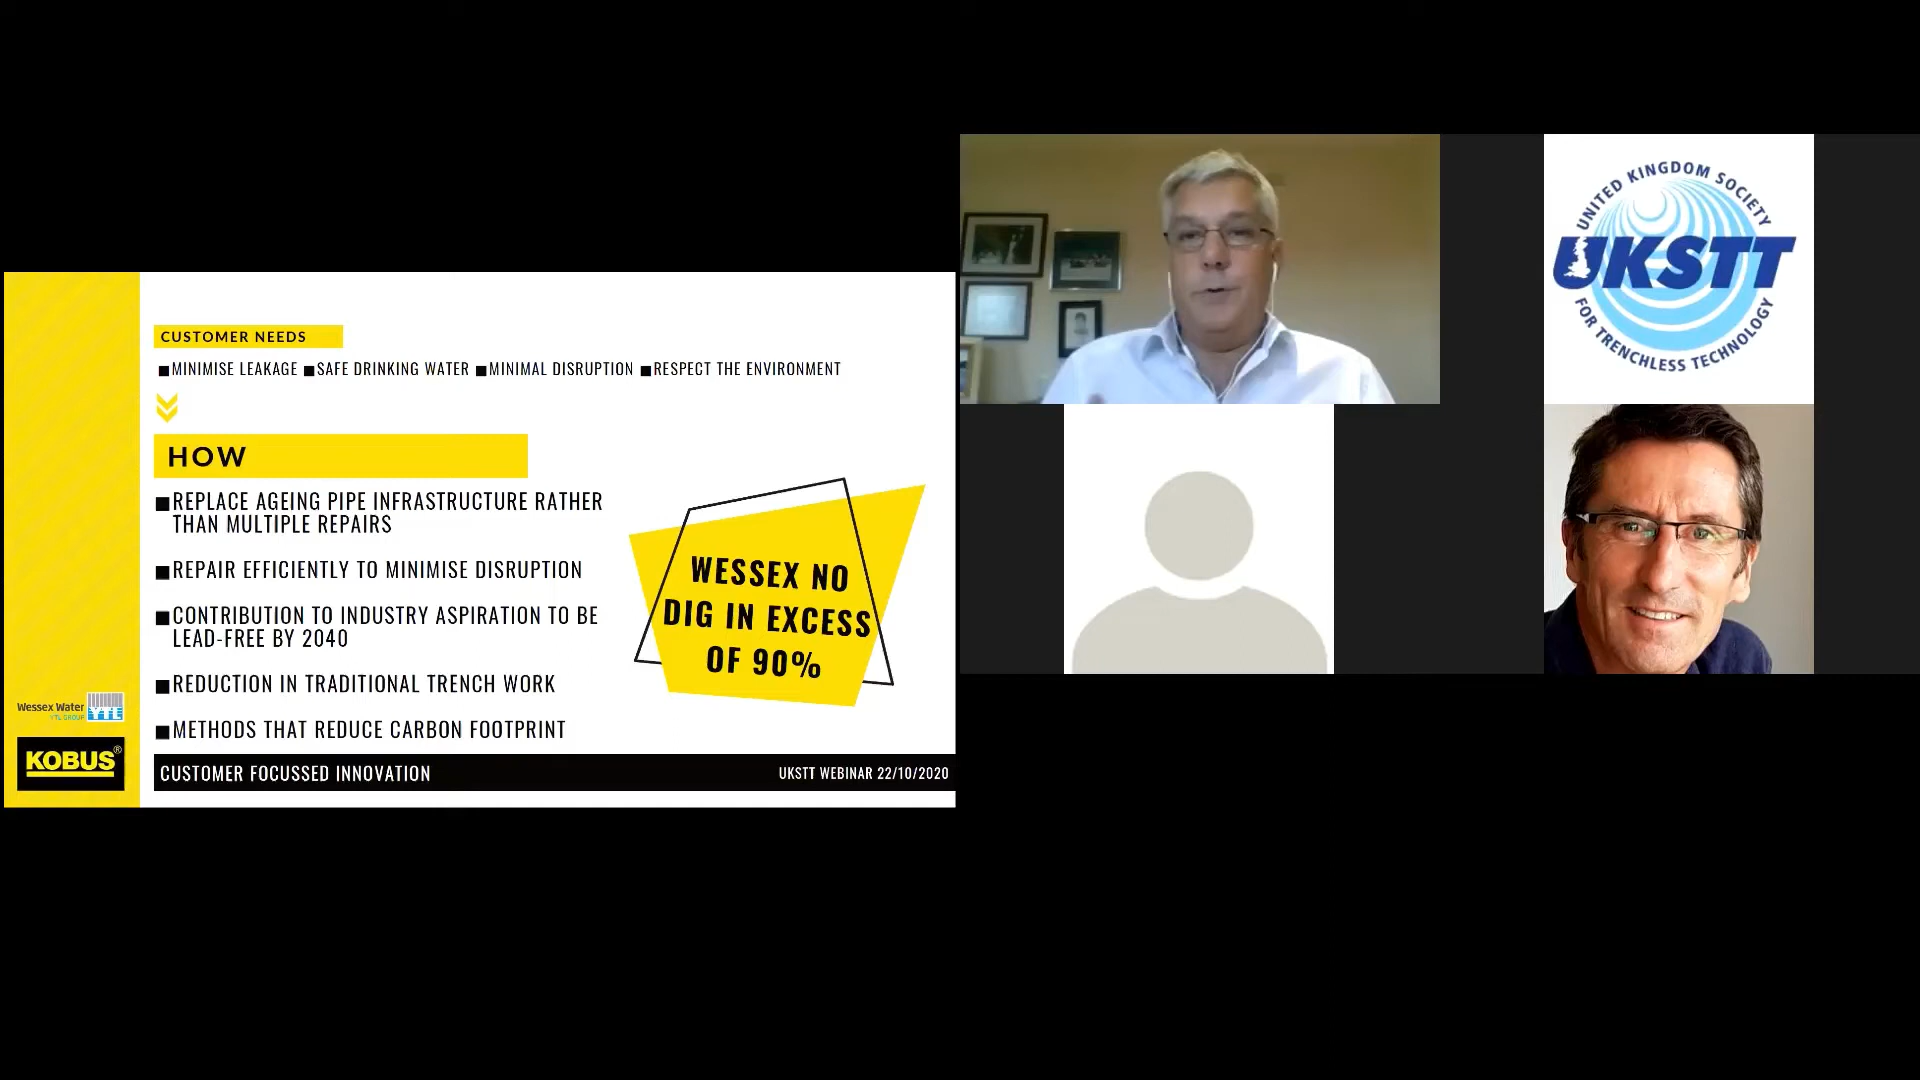 CUSTOMER NEEDS
■MINIMISE LEAKAGE ■SAFE DRINKING WATER ■MINIMAL DISRUPTION ■RESPECT THE ENVIRONMENT
HOW
■REPLACE AGEING PIPE INFRASTRUCTURE RATHER
THAN MULTIPLE REPAIRS
■REPAIR EFFICIENTLY TO MINIMISE DISRUPTION
■CONTRIBUTION TO INDUSTRY ASPIRATION TO BE
LEAD-FREE BY 2040
■REDUCTION IN TRADITIONAL TRENCH WORK
■METHODS THAT REDUCE CARBON FOOTPRINT
WESSEX NO
DIG IN EXCESS
OF 90%
Wessex Water
YTL GROUP
YTL
KOBUS®
CUSTOMER FOCUSSED INNOVATION
UKSTT WEBINAR 22/10/2020
UNITED KINGDOM SOCIETY
UKSTT
FOR TRENCHLESS TECHNOLOGY